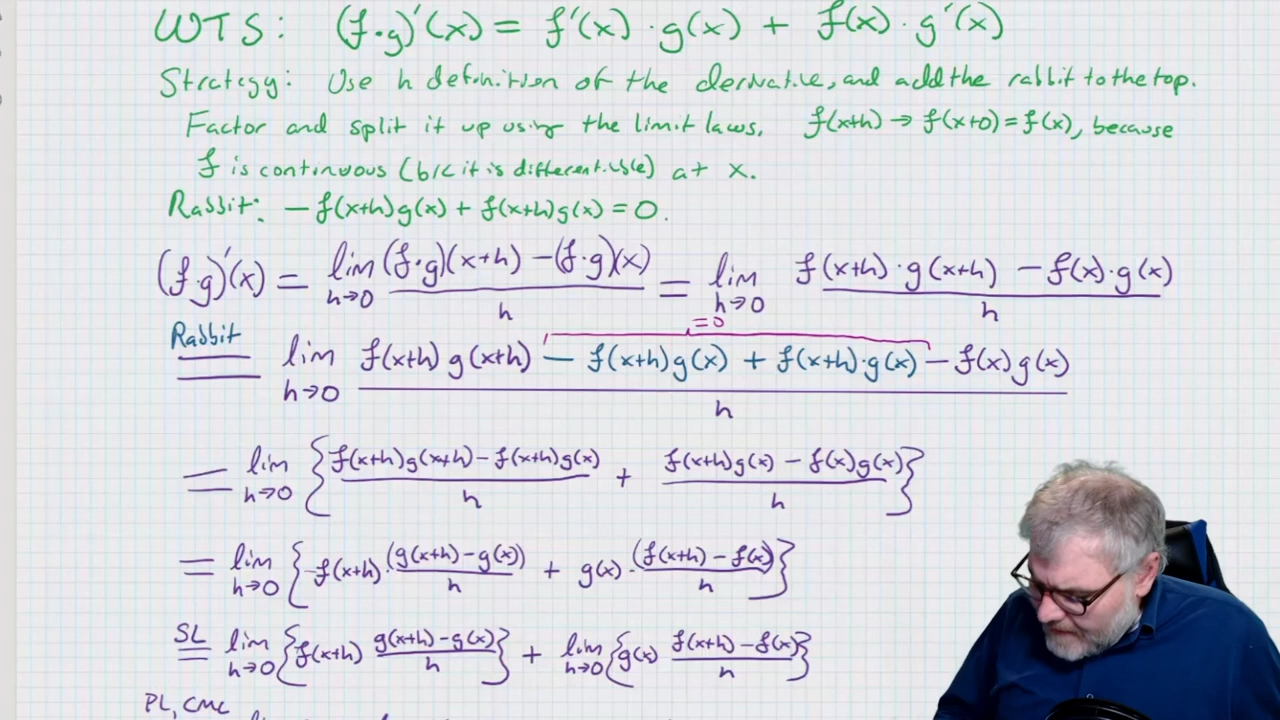 WTS: (f·g)'(x) = f'(x)·g(x) + f(x)·g'(x)
Strategy: Use h definition of the derivative, and add the rabbit to the top.
Factor and split it up using the limit laws. f(x+h) → f(x+0) = f(x), because
f is continuous (b/c it is differentiable) at x.
Rabbit: −f(x+h)g(x) + f(x+h)g(x) = 0.
(f·g)'(x) = lim h→0 (f·g)(x+h) − (f·g)(x) / h = lim h→0 f(x+h)·g(x+h) − f(x)·g(x) / h
= 0
Rabbit = lim h→0 f(x+h) g(x+h) − f(x+h)g(x) + f(x+h)·g(x) − f(x)g(x) / h
= lim h→0 { f(x+h)g(x+h) − f(x+h)g(x) / h + f(x+h)g(x) − f(x)g(x) / h }
= lim h→0 { f(x+h)·(g(x+h) − g(x)) / h + g(x)·(f(x+h) − f(x)) / h }
SL = lim h→0 { f(x+h) g(x+h) − g(x) / h } + lim h→0 { g(x) f(x+h) − f(x) / h }
PL, CMC